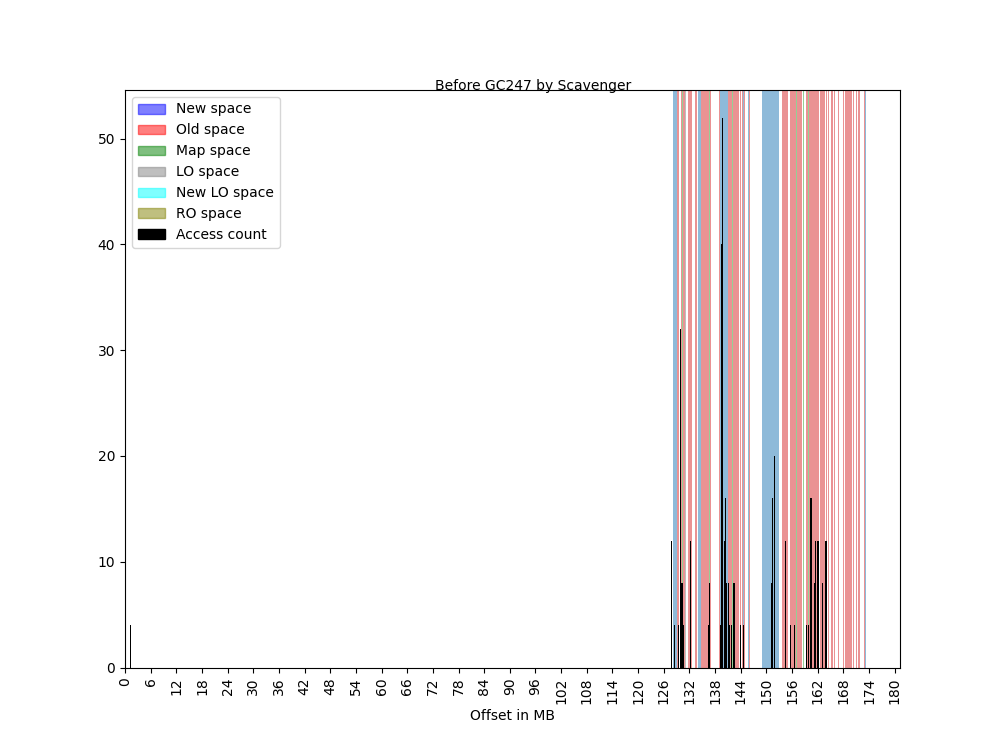 Before GC247 by Scavenger
New space
Old space
Map space
LO space
New LO space
RO space
Access count
50
40
30
20
10
0
0 6 12 18 24 30 36 42 48 54 60 66 72 78 84 90 96 102 108 114 120 126 132 138 144 150 156 162 168 174 180
Offset in MB